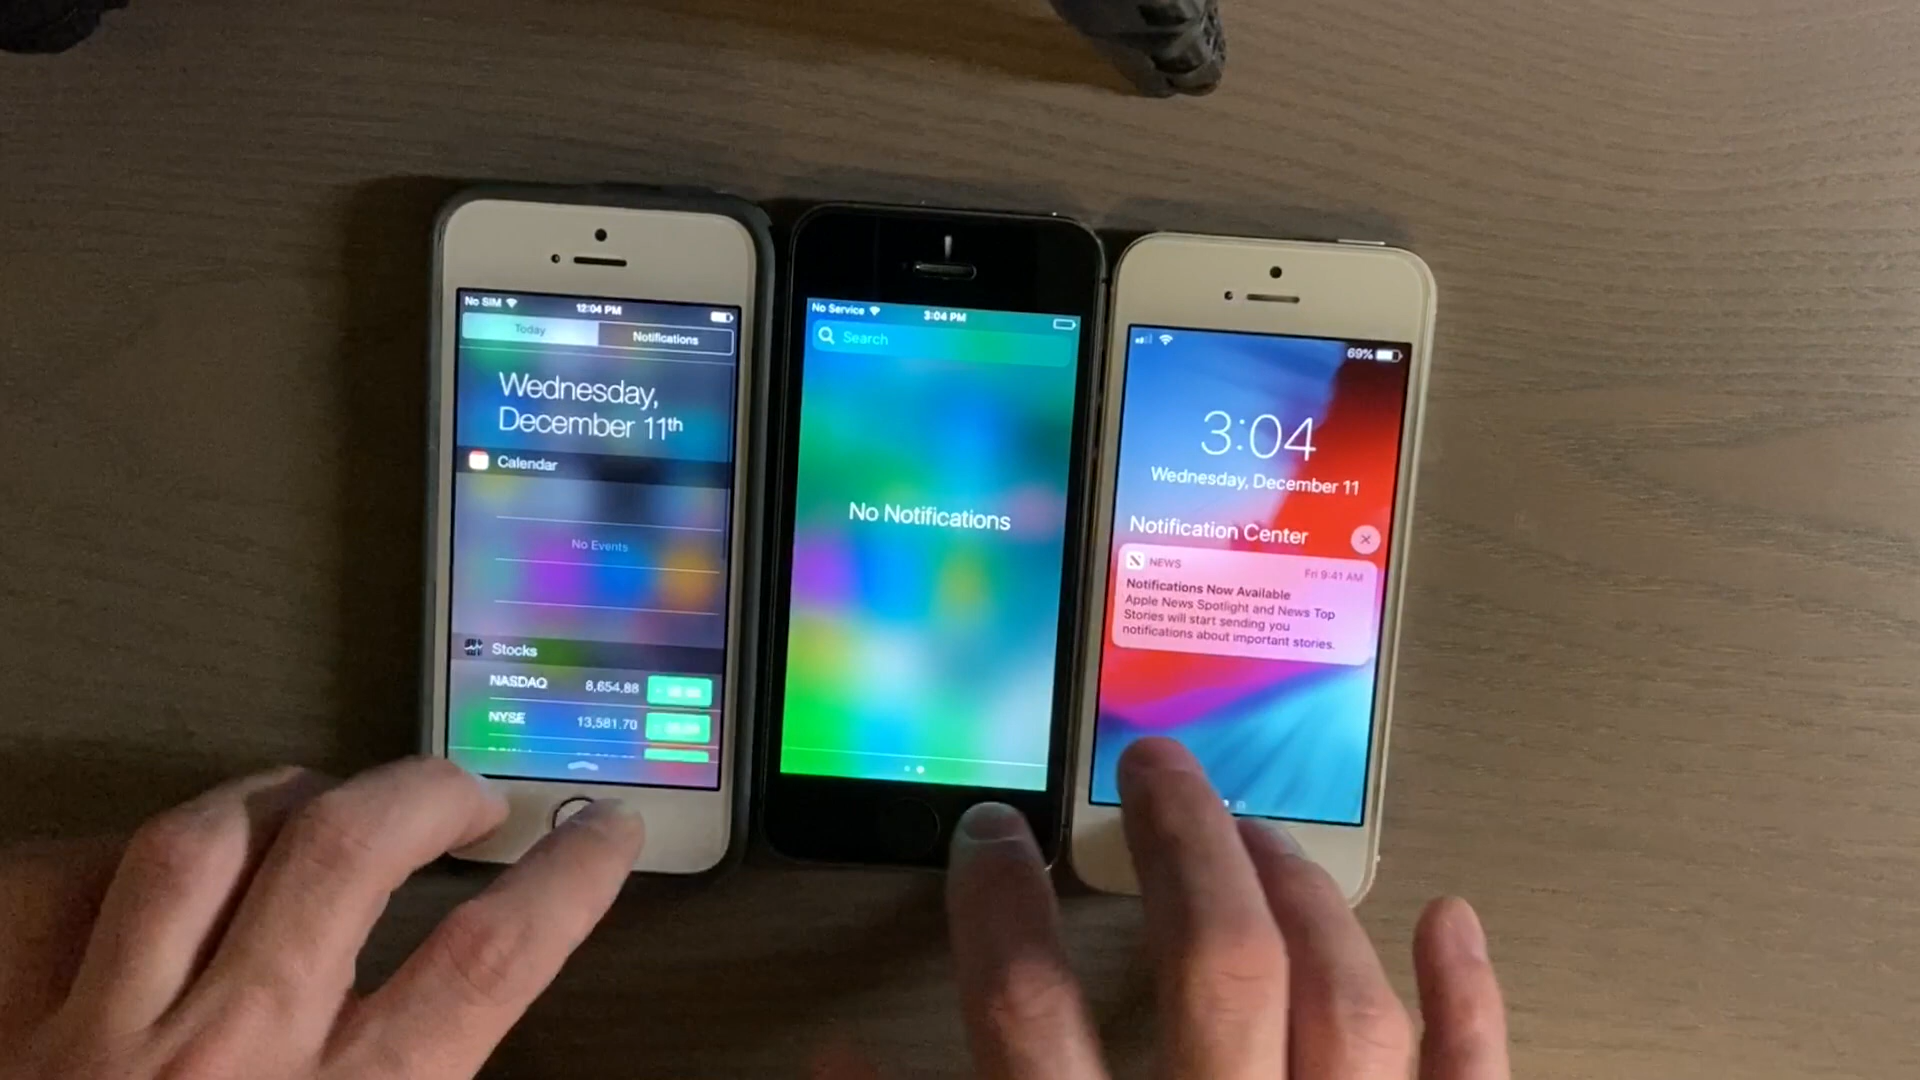 No SIM
12:04 PM
Today
Notifications
Wednesday,
December 11th
Calendar
No Events
Stocks
NASDAQ 8,654.88
NYSE 13,581.70
No Service
3:04 PM
Search
No Notifications
69%
3:04
Wednesday, December 11
Notification Center
NEWS
Fri 9:41 AM
Notifications Now Available
Apple News Spotlight and News Top
Stories will start sending you
notifications about important stories.